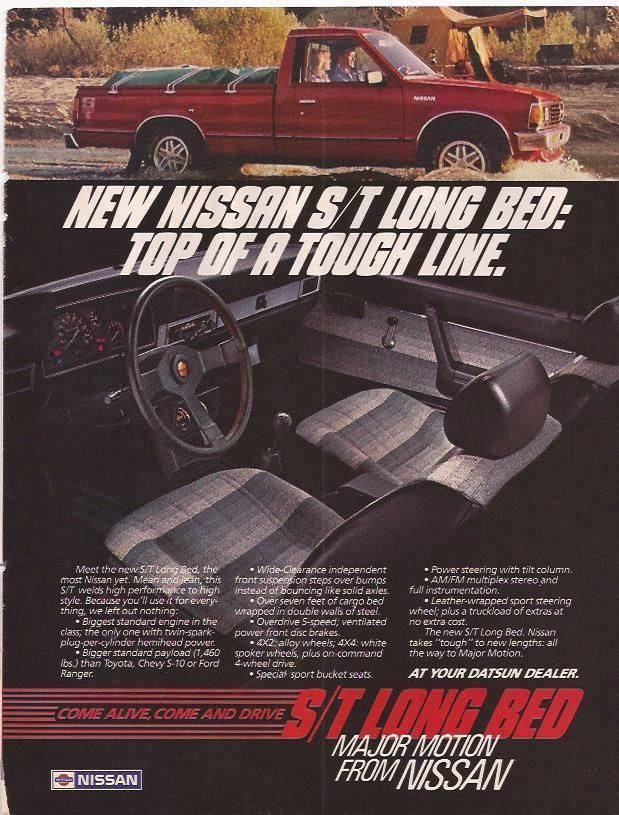 NISSAN
NEW NISSAN S/T LONG BED:
TOP OF A TOUGH LINE.
Meet the new S/T Long Bed, the
most Nissan yet. Mean and lean, this
S/T welds high performance to high
style. Because you'll use it for every-
thing, we left out nothing:
• Biggest standard engine in the
class; the only one with twin-spark-
plug-per-cylinder hemihead power.
• Bigger standard payload (1,460
lbs.) than Toyota, Chevy S-10 or Ford
Ranger.
• Wide-Clearance independent
front suspension steps over bumps
instead of bouncing like solid axles.
• Over seven feet of cargo bed
wrapped in double walls of steel.
• Overdrive 5-speed; ventilated
power front disc brakes.
• 4X2: alloy wheels; 4X4: white
spoker wheels, plus on-command
4-wheel drive.
• Special sport bucket seats.
• Power steering with tilt column.
• AM/FM multiplex stereo and
full instrumentation.
• Leather-wrapped sport steering
wheel; plus a truckload of extras at
no extra cost.
The new S/T Long Bed. Nissan
takes "tough" to new lengths: all
the way to Major Motion.
AT YOUR DATSUN DEALER.
COME ALIVE, COME AND DRIVE
S/T LONG BED
MAJOR MOTION
FROM NISSAN
NISSAN NISSAN